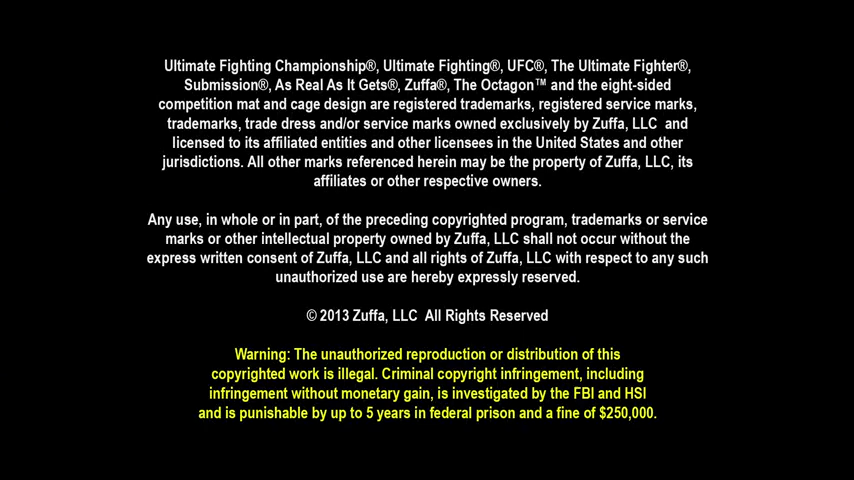 Ultimate Fighting Championship®, Ultimate Fighting®, UFC®, The Ultimate Fighter®,
Submission®, As Real As It Gets®, Zuffa®, The Octagon™ and the eight-sided
competition mat and cage design are registered trademarks, registered service marks,
trademarks, trade dress and/or service marks owned exclusively by Zuffa, LLC  and
licensed to its affiliated entities and other licensees in the United States and other
jurisdictions. All other marks referenced herein may be the property of Zuffa, LLC, its
affiliates or other respective owners.
Any use, in whole or in part, of the preceding copyrighted program, trademarks or service
marks or other intellectual property owned by Zuffa, LLC shall not occur without the
express written consent of Zuffa, LLC and all rights of Zuffa, LLC with respect to any such
unauthorized use are hereby expressly reserved.
© 2013 Zuffa, LLC  All Rights Reserved
Warning: The unauthorized reproduction or distribution of this
copyrighted work is illegal. Criminal copyright infringement, including
infringement without monetary gain, is investigated by the FBI and HSI
and is punishable by up to 5 years in federal prison and a fine of $250,000.